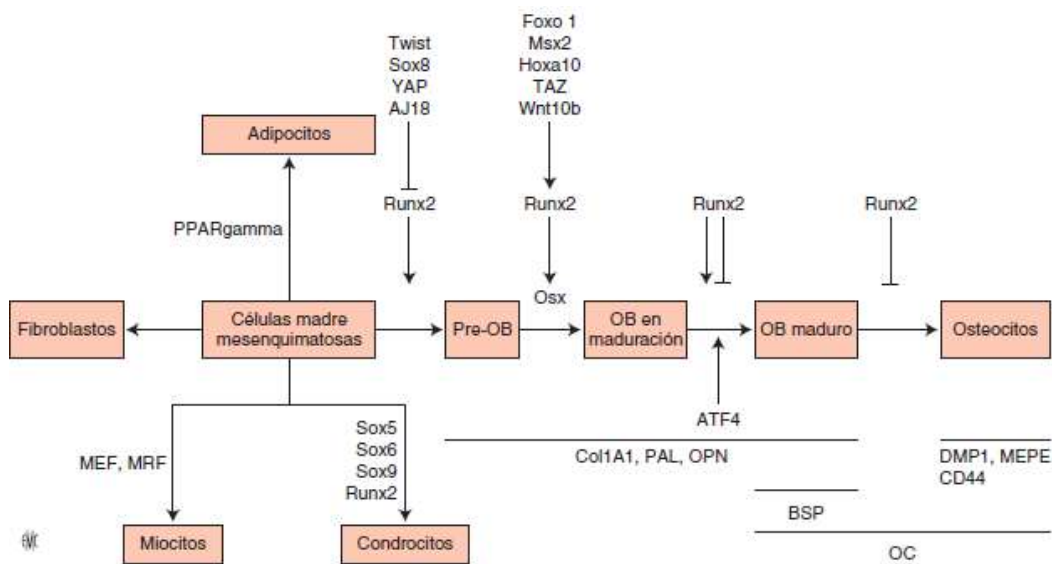 Twist
Sox8
YAP
AJ18
Foxo 1
Msx2
Hoxa10
TAZ
Wnt10b
Adipocitos
Runx2
Runx2
Runx2
Runx2
PPARgamma
Osx
Fibroblastos
Células madre
mesenquimatosas
Pre-OB
OB en
maduración
OB maduro
Osteocitos
ATF4
MEF, MRF
Sox5
Sox6
Sox9
Runx2
Col1A1, PAL, OPN
DMP1, MEPE
CD44
BSP
OC
Miocitos
Condrocitos